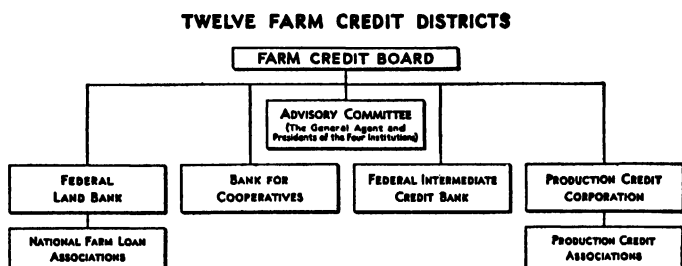 TWELVE FARM CREDIT DISTRICTS
FARM CREDIT BOARD
ADVISORY COMMITTEE
(The General Agent and
Presidents of the Four Institutions)
FEDERAL
LAND BANK
BANK FOR
COOPERATIVES
FEDERAL INTERMEDIATE
CREDIT BANK
PRODUCTION CREDIT
CORPORATION
NATIONAL FARM LOAN
ASSOCIATIONS
PRODUCTION CREDIT
ASSOCIATIONS